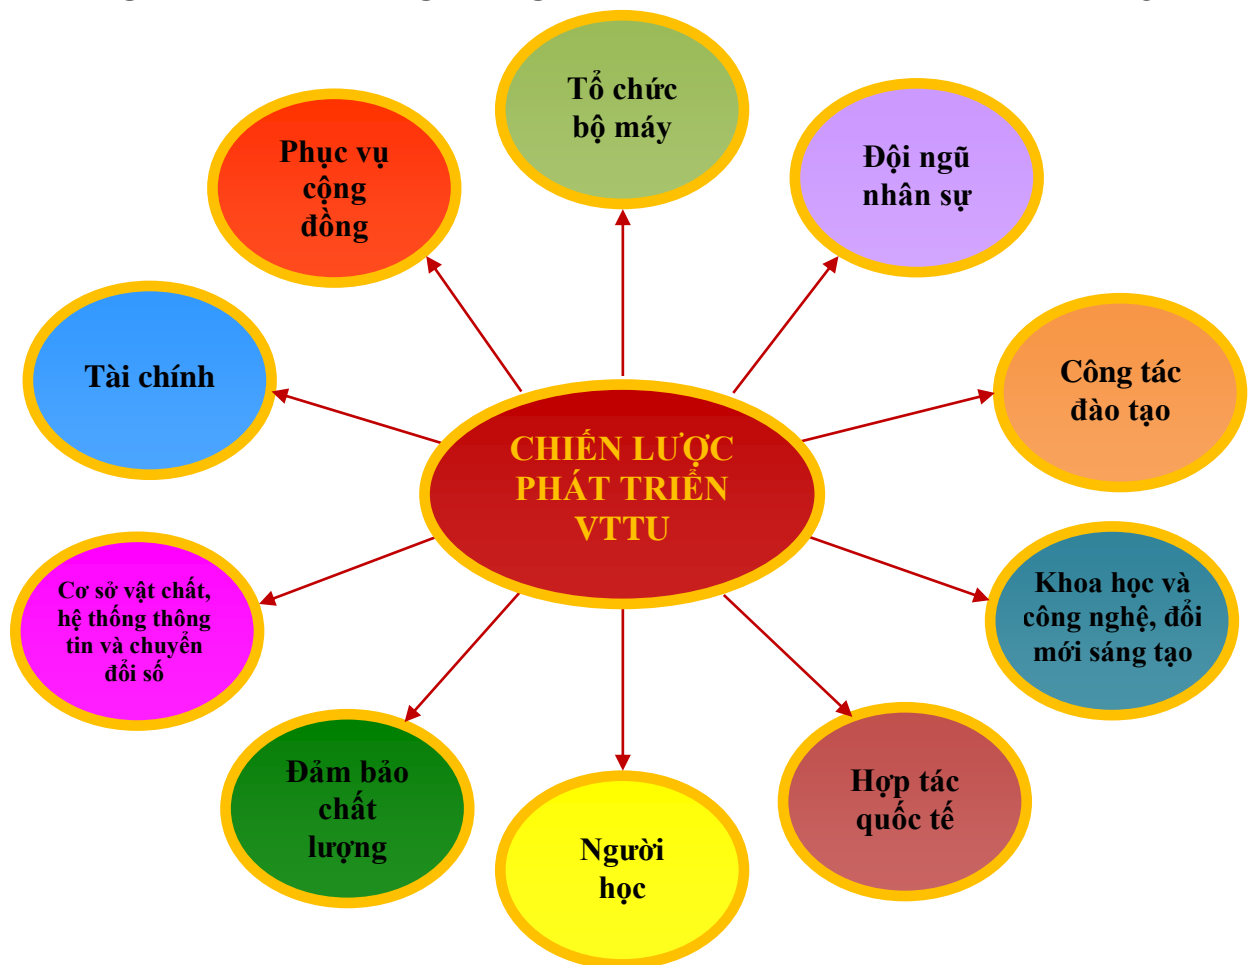 Tổ chức
bộ máy
Đội ngũ
nhân sự
Phục vụ
cộng
đồng
Tài chính
Công tác
đào tạo
CHIẾN LƯỢC
PHÁT TRIỂN
VTTU
Cơ sở vật chất,
hệ thống thông
tin và chuyển
đổi số
Khoa học và
công nghệ, đổi
mới sáng tạo
Đảm bảo
chất
lượng
Người
học
Hợp tác
quốc tế